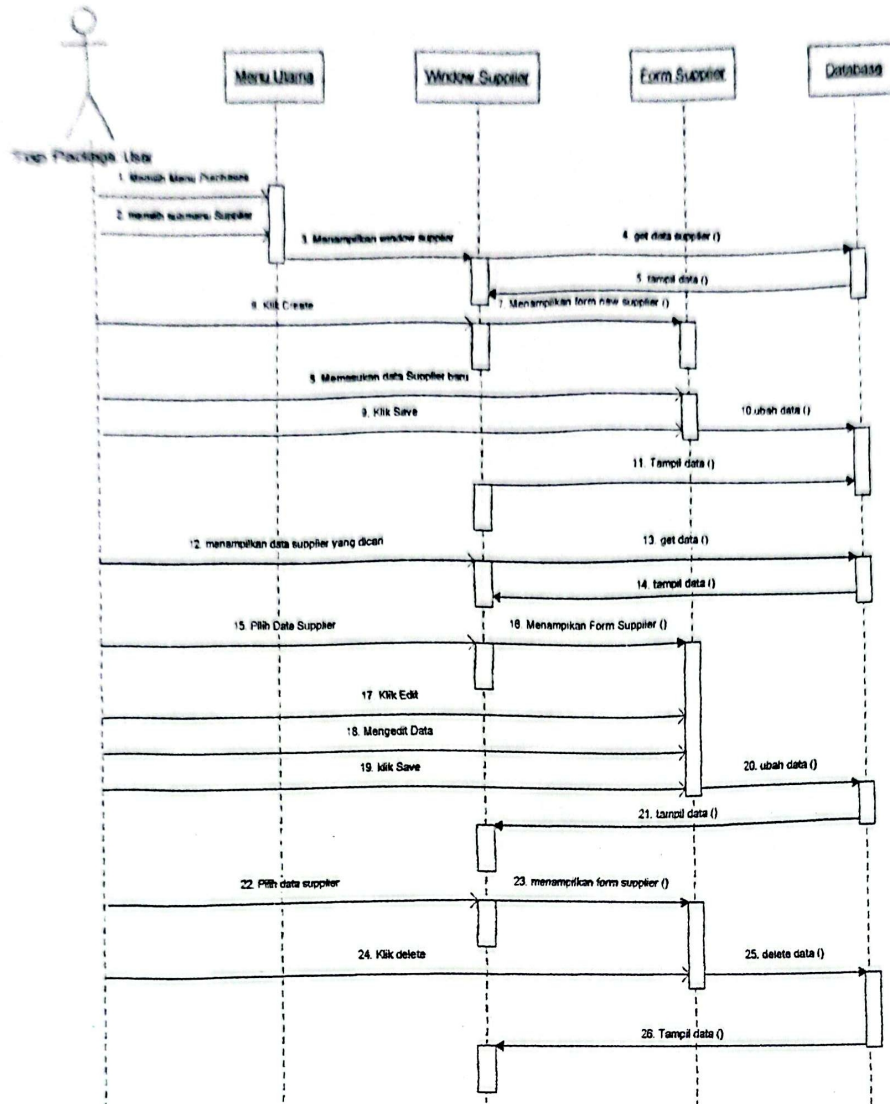 Menu Utama
Window Supplier
Form Supplier
Database
Package User
1. Memilih Menu Purchases
2. memilih submenu Supplier
3. Menampilkan window supplier
4. get data supplier ()
5. tampil data ()
6. Klik Create
7. Menampilkan form new supplier ()
8. Memasukan data Supplier baru
9. Klik Save
10.ubah data ()
11. Tampil data ()
12. menampilkan data supplier yang dicari
13. get data ()
14. tampil data ()
15. Pilih Data Supplier
16. Menampikan Form Supplier ()
17. Klik Edit
18. Mengedit Data
19. klik Save
20. ubah data ()
21. tampil data ()
22. Pilih data supplier
23. menampilkan form supplier ()
24. Klik delete
25. delete data ()
26. Tampil data ()